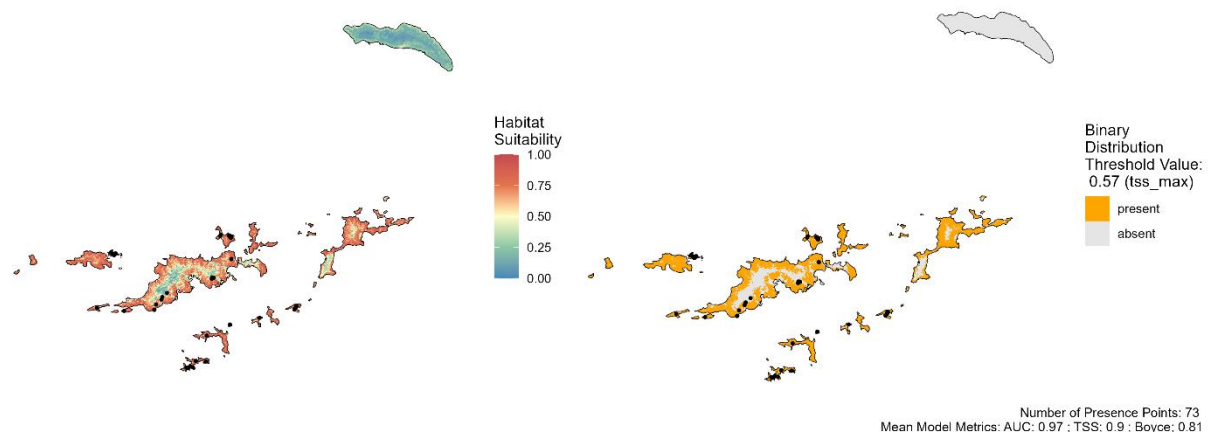 Habitat
Suitability
1.00
0.75
0.50
0.25
0.00
Binary
Distribution
Threshold Value:
0.57 (tss_max)
present
absent
Number of Presence Points: 73
Mean Model Metrics: AUC: 0.97 ; TSS: 0.9 ; Boyce: 0.81